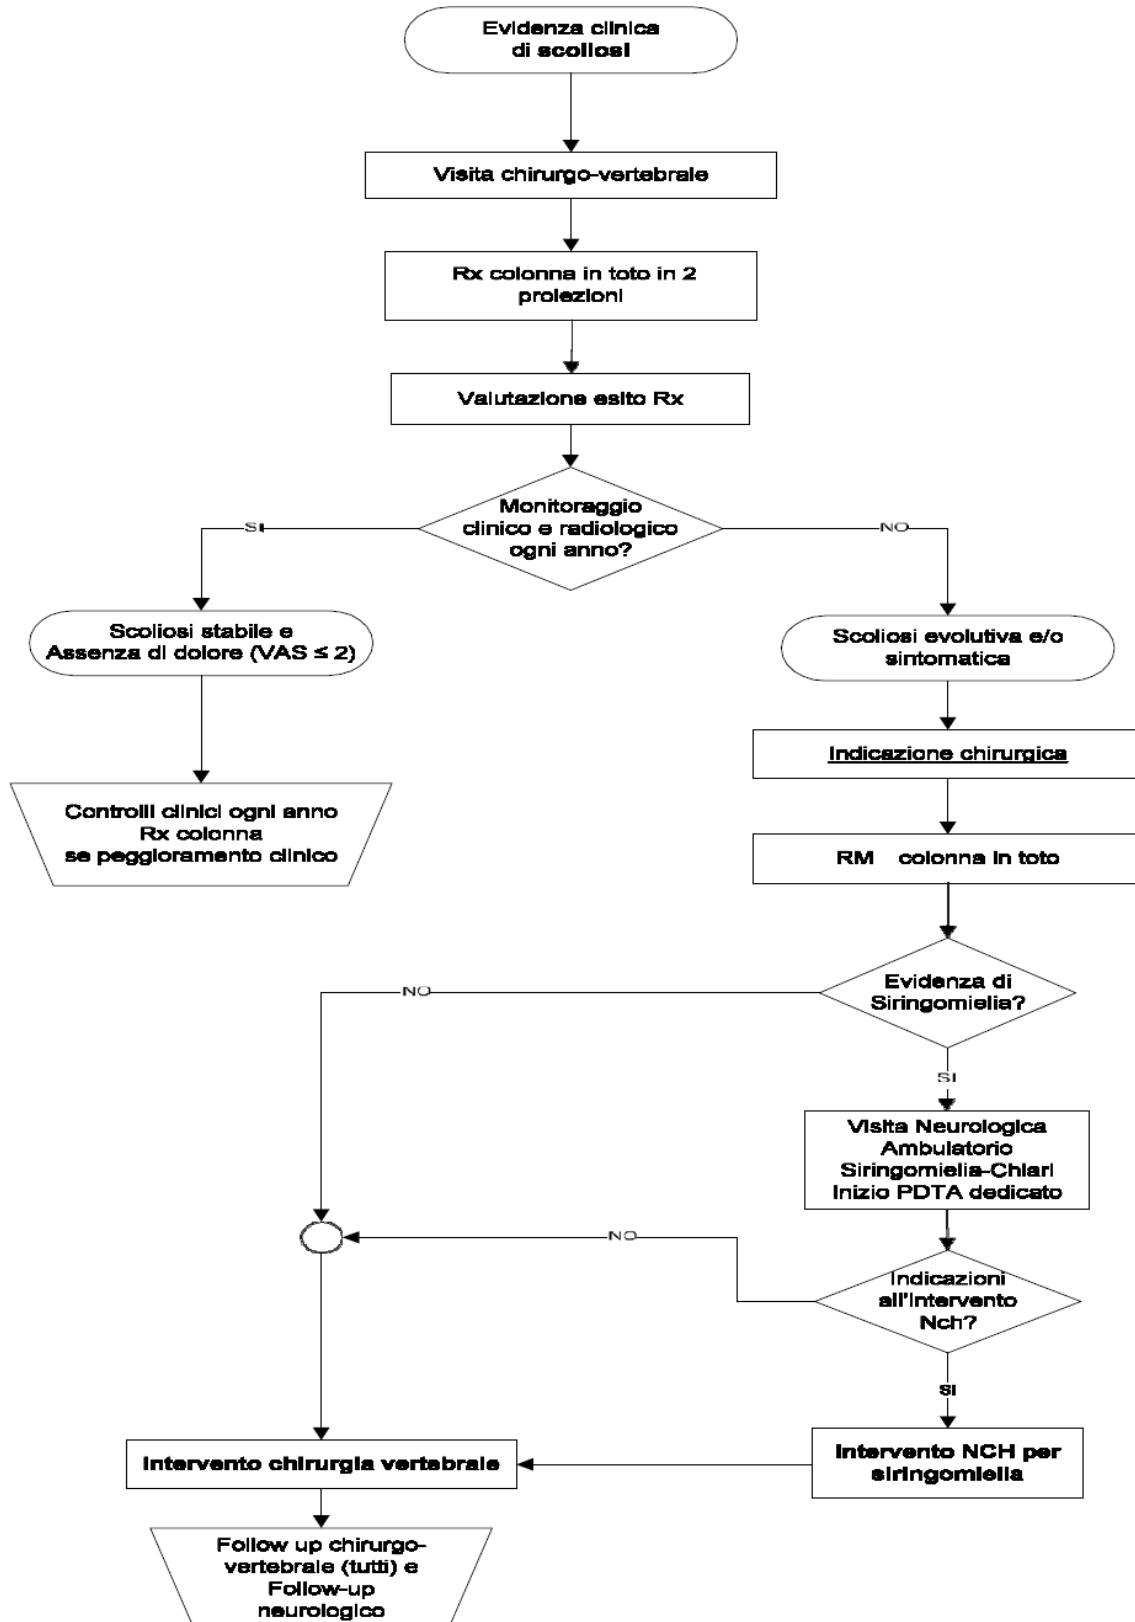 Evidenza clinica
di scoliosi
Visita chirurgo-vertebrale
Rx colonna in toto in 2
proiezioni
Valutazione esito Rx
Monitoraggio
clinico e radiologico
ogni anno?
SI
NO
Scoliosi stabile e
Assenza di dolore (VAS ≤ 2)
Scoliosi evolutiva e/o
sintomatica
Indicazione chirurgica
Controlli clinici ogni anno
Rx colonna
se peggioramento clinico
RM colonna in toto
Evidenza di
Siringomielia?
NO
SI
Visita Neurologica
Ambulatorio
Siringomielia-Chiari
Inizio PDTA dedicato
NO
Indicazioni
all'intervento
Nch?
SI
Intervento chirurgia vertebrale
Intervento NCH per
siringomielia
Follow up chirurgo-
vertebrale (tutti) e
Follow-up
neurologico